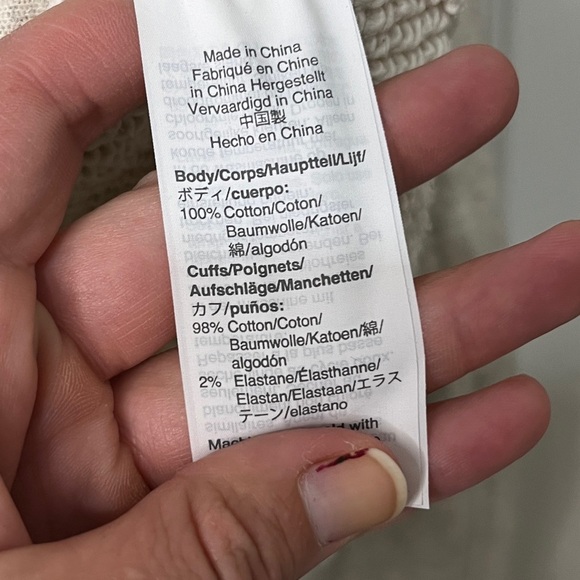 Made in China
Fabriqué en Chine
in China Hergestellt
Vervaardigd in China
中国製
Hecho en China
Body/Corps/Haupttell/Lijf/
ボディ/cuerpo:
100% Cotton/Coton/
Baumwolle/Katoen/
綿/algodón
Cuffs/Poignets/
Aufschläge/Manchetten/
カフ/puños:
98% Cotton/Coton/
Baumwolle/Katoen/綿/
algodón
2% Elastane/Élasthanne/
Elastan/Elastaan/エラス
テーン/elastano
with